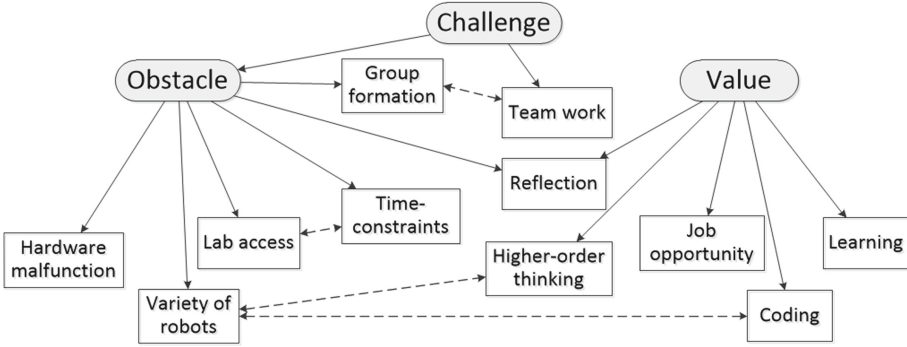 Challenge
Obstacle
Value
Group
formation
Team work
Reflection
Time-
constraints
Lab access
Hardware
malfunction
Job
opportunity
Learning
Higher-order
thinking
Variety of
robots
Coding